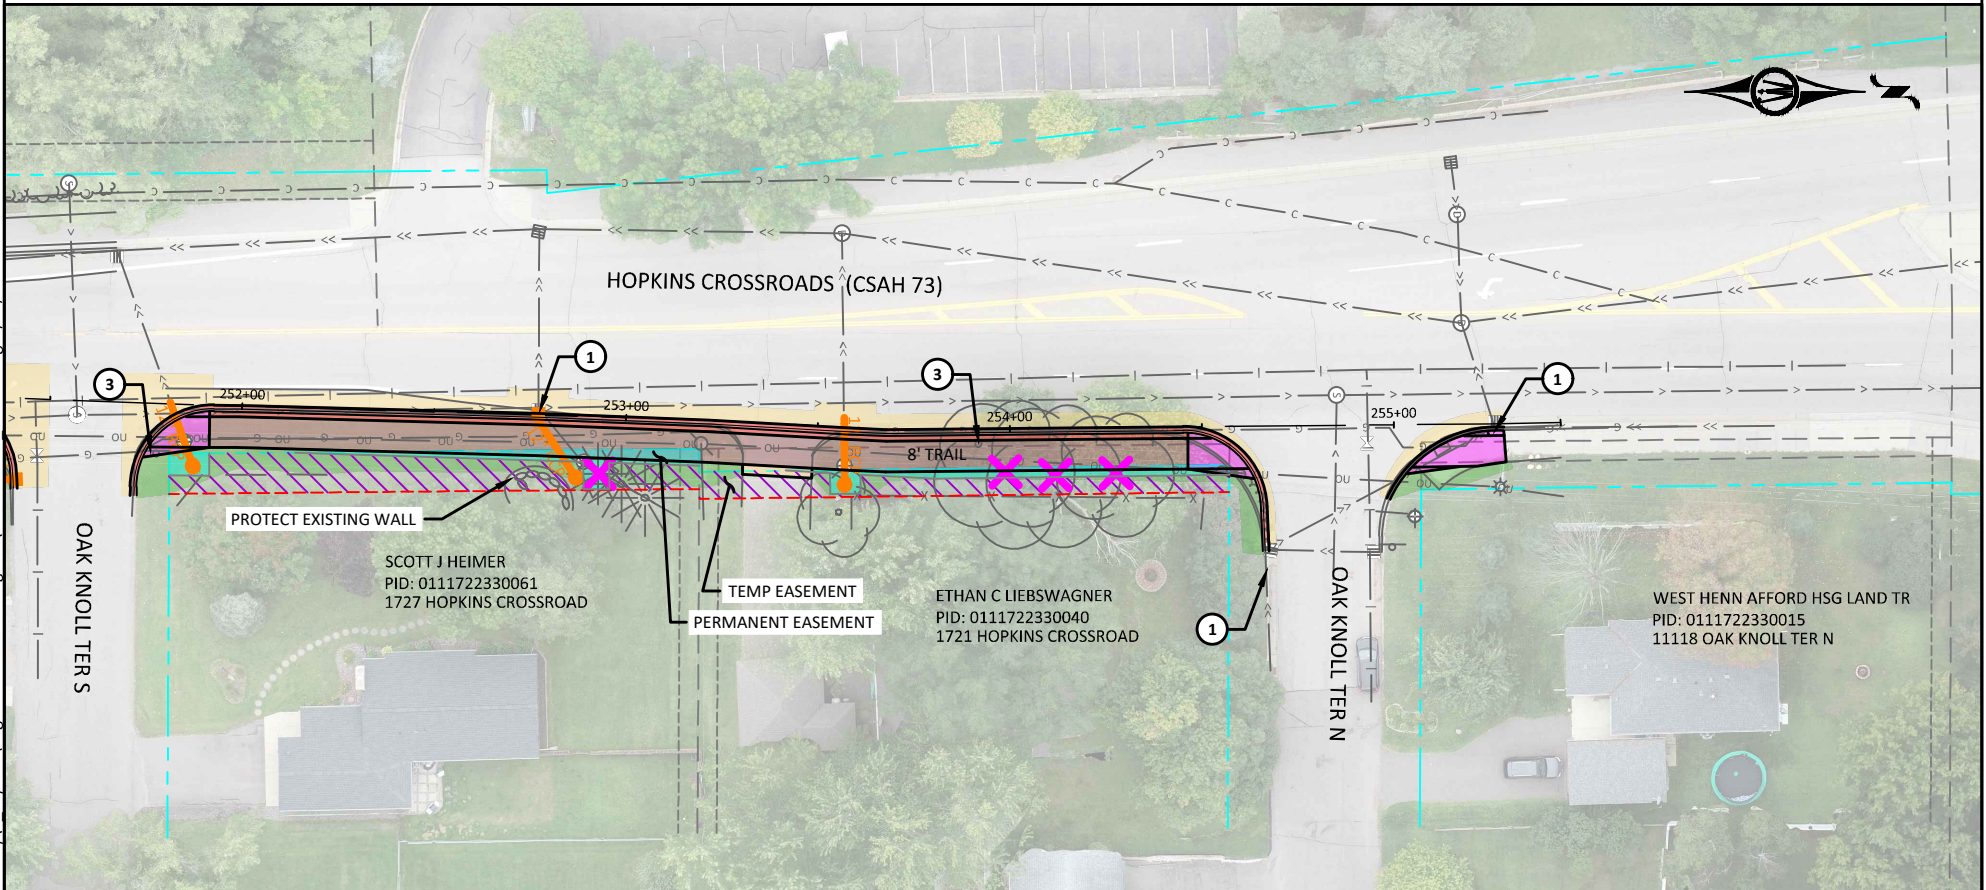 HOPKINS CROSSROADS (CSAH 73)
3
1
3
1
252+00
253+00
254+00
255+00
8' TRAIL
PROTECT EXISTING WALL
OAK KNOLL TER S
SCOTT J HEIMER
PID: 0111722330061
1727 HOPKINS CROSSROAD
TEMP EASEMENT
PERMANENT EASEMENT
ETHAN C LIEBSWAGNER
PID: 0111722330040
1721 HOPKINS CROSSROAD
1
OAK KNOLL TER N
WEST HENN AFFORD HSG LAND TR
PID: 0111722330015
11118 OAK KNOLL TER N